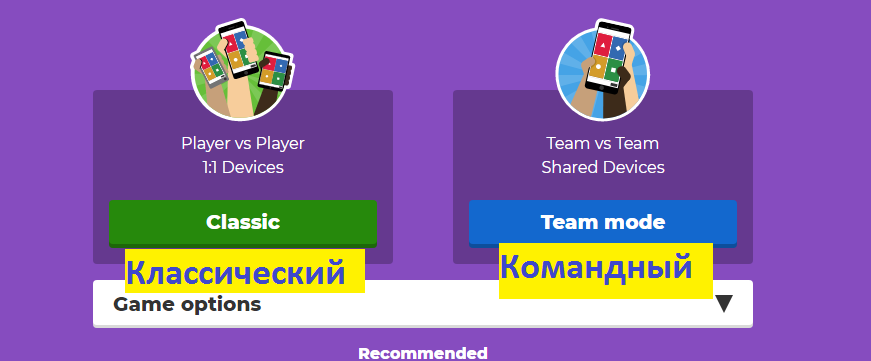 Player vs Player
1:1 Devices
Classic
Классический
Team vs Team
Shared Devices
Team mode
Командный
Game options
Recommended